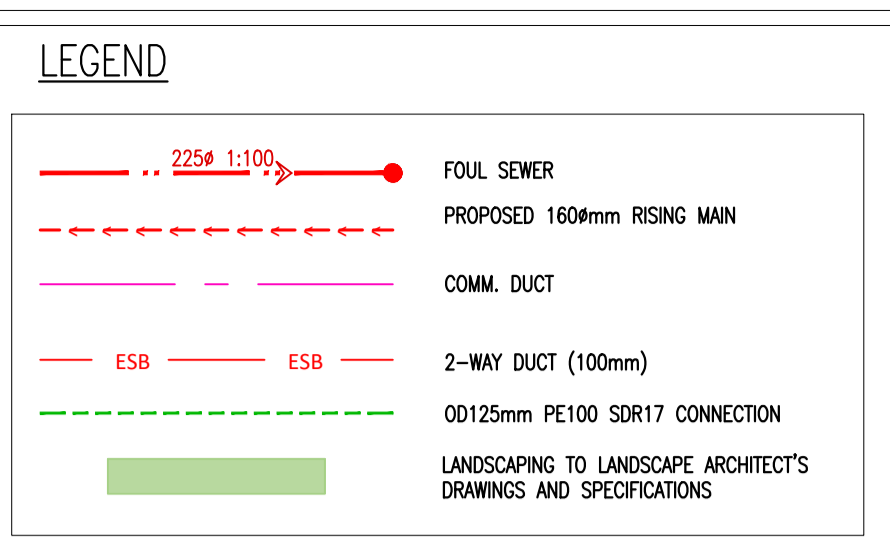 LEGEND
225ø 1:100
FOUL SEWER
PROPOSED 160ømm RISING MAIN
COMM. DUCT
ESB ESB
2-WAY DUCT (100mm)
OD125mm PE100 SDR17 CONNECTION
LANDSCAPING TO LANDSCAPE ARCHITECT'S
DRAWINGS AND SPECIFICATIONS